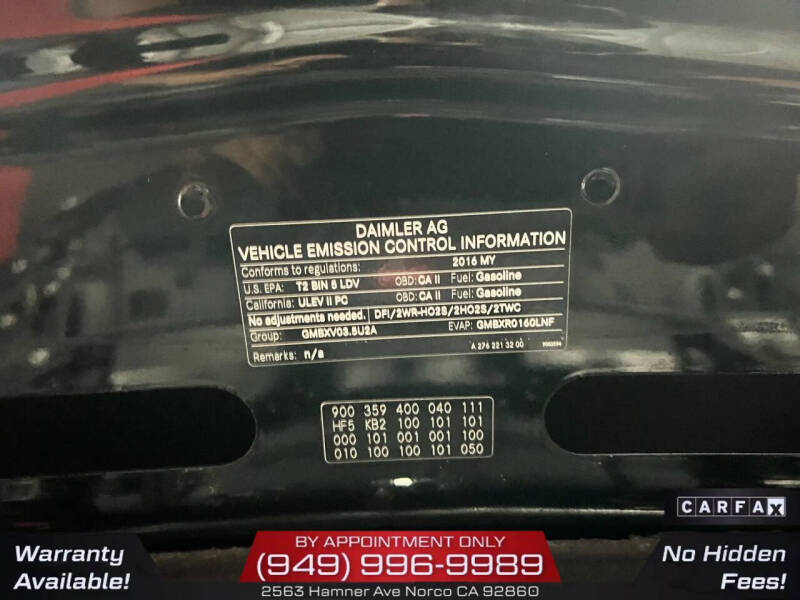 DAIMLER AG
VEHICLE EMISSION CONTROL INFORMATION
Conforms to regulations: 2016 MY
U.S. EPA: T2 BIN 5 LDV OBD: CA II Fuel: Gasoline
California: ULEV II PC OBD: CA II Fuel: Gasoline
No adjustments needed. DFI/2WR-HO2S/2HO2S/2TWC
Group: GMBXV03.5U2A EVAP: GMBXR0160LNF
Remarks: n/a A 276 221 32 00
900 359 400 040 111
HF5 KB2 100 101 101
000 101 001 001 100
010 100 100 101 050
CARFAX
Warranty
Available!
BY APPOINTMENT ONLY
(949) 996-9989
2563 Hamner Ave Norco CA 92860
No Hidden
Fees!